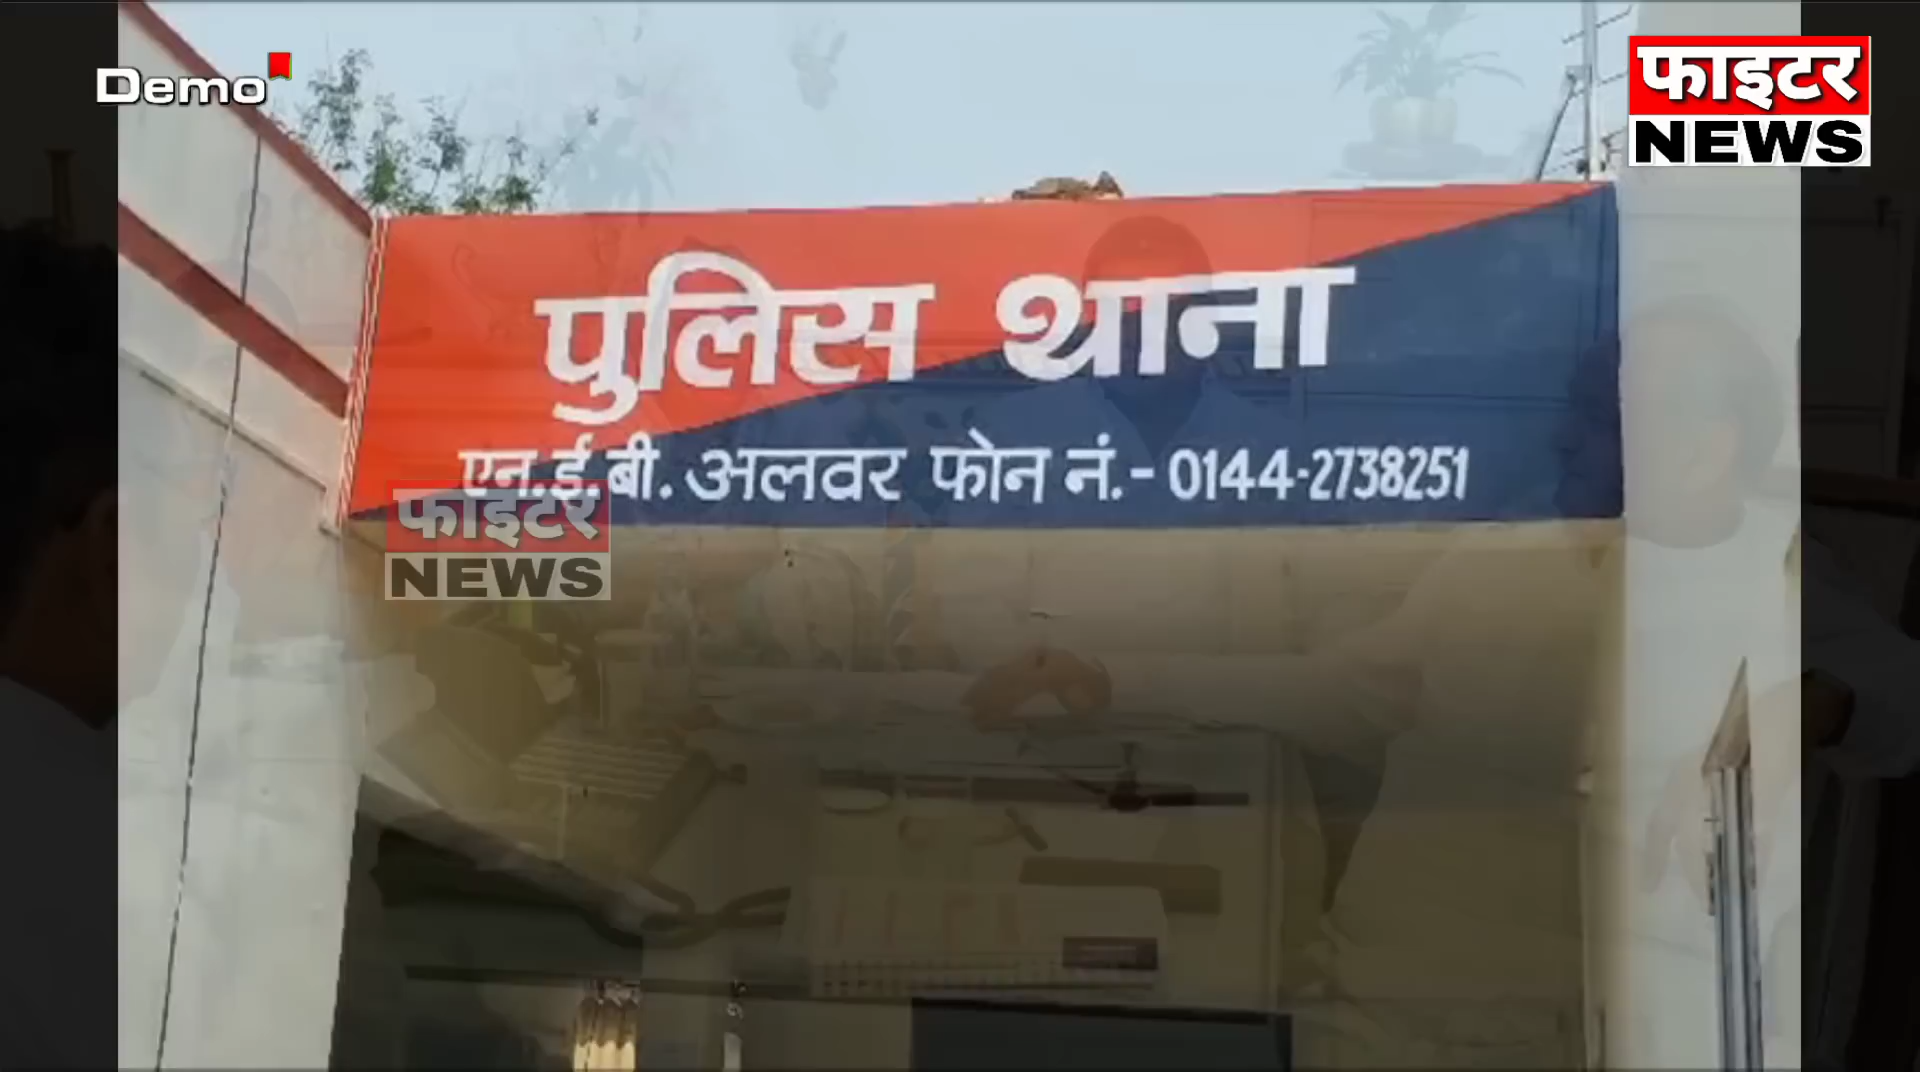 Demo
फाइटर
NEWS
पुलिस थाना
एन.ई.बी. अलवर फोन नं.- 0144-2738251
फाइटर
NEWS